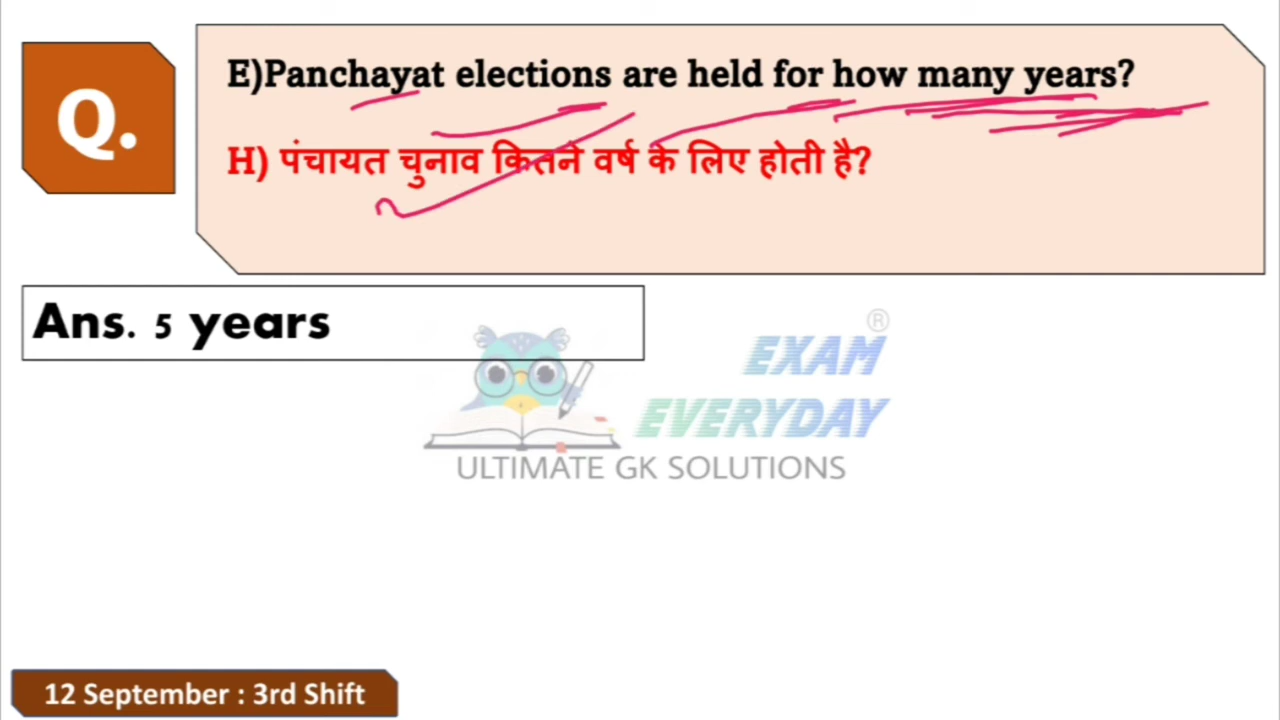 Q.
E)Panchayat elections are held for how many years?
H) पंचायत चुनाव कितने वर्ष के लिए होती है?
Ans. 5 years
®
EXAM
EVERYDAY
ULTIMATE GK SOLUTIONS
12 September : 3rd Shift